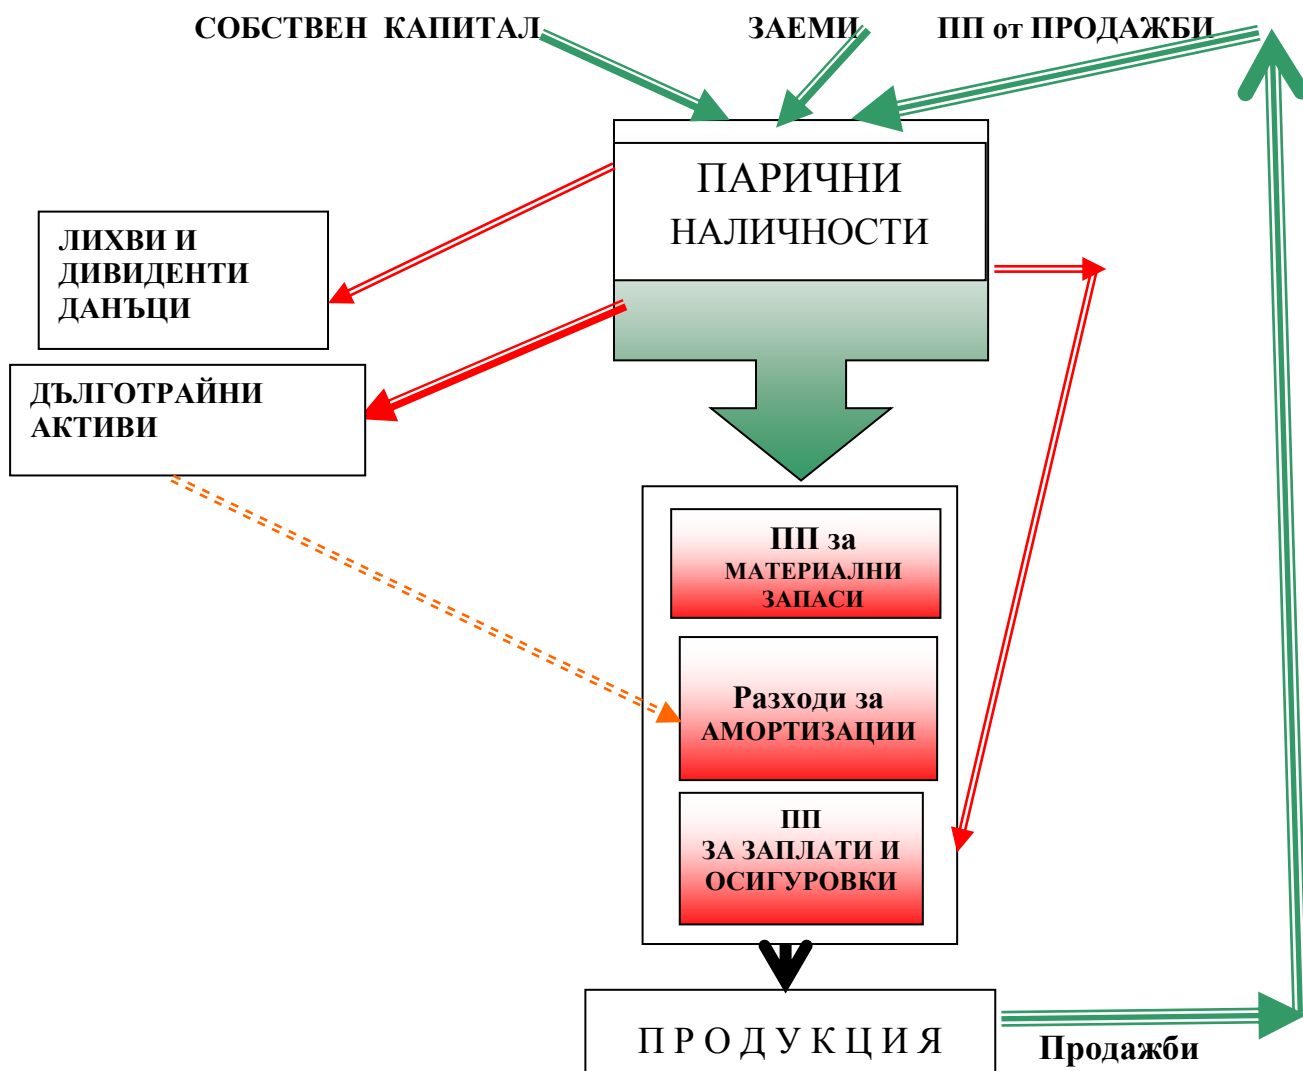 СОБСТВЕН КАПИТАЛ ЗАЕМИ ПП от ПРОДАЖБИ
ПАРИЧНИ
НАЛИЧНОСТИ
ЛИХВИ И
ДИВИДЕНТИ
ДАНЪЦИ
ДЪЛГОТРАЙНИ
АКТИВИ
ПП за
МАТЕРИАЛНИ
ЗАПАСИ
Разходи за
АМОРТИЗАЦИИ
ПП
ЗА ЗАПЛАТИ И
ОСИГУРОВКИ
П Р О Д У К Ц И Я
Продажби